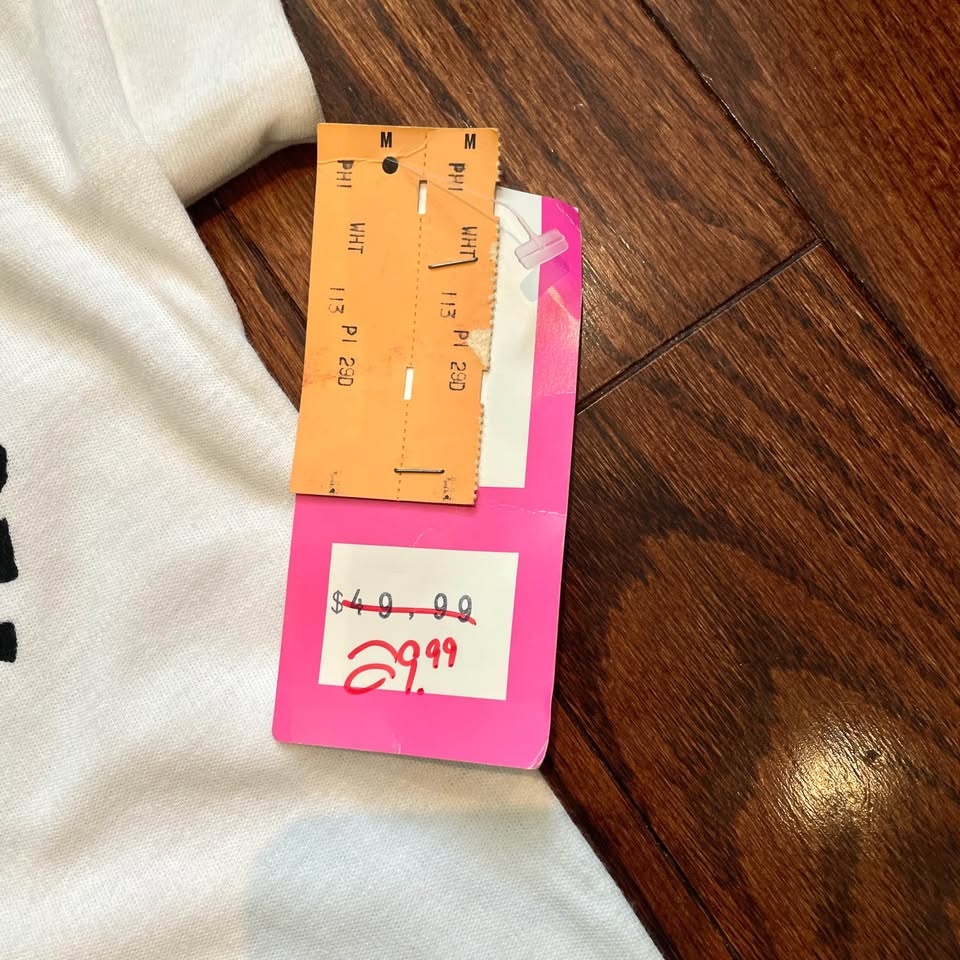 M M
PHI WHT 113 PI 29D
PHI WHT 113 PI 29D
$49.99
29.99